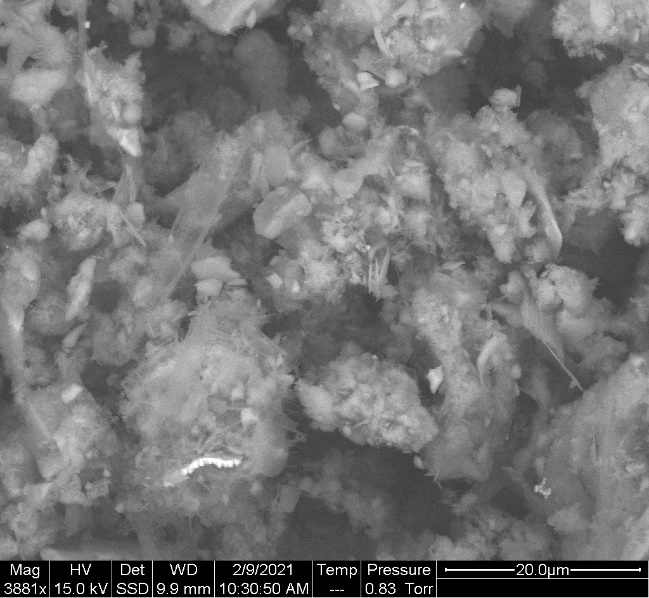 Mag HV Det WD 2/9/2021 Temp Pressure 20.0µm
3881x 15.0 kV SSD 9.9 mm 10:30:50 AM --- 0.83 Torr